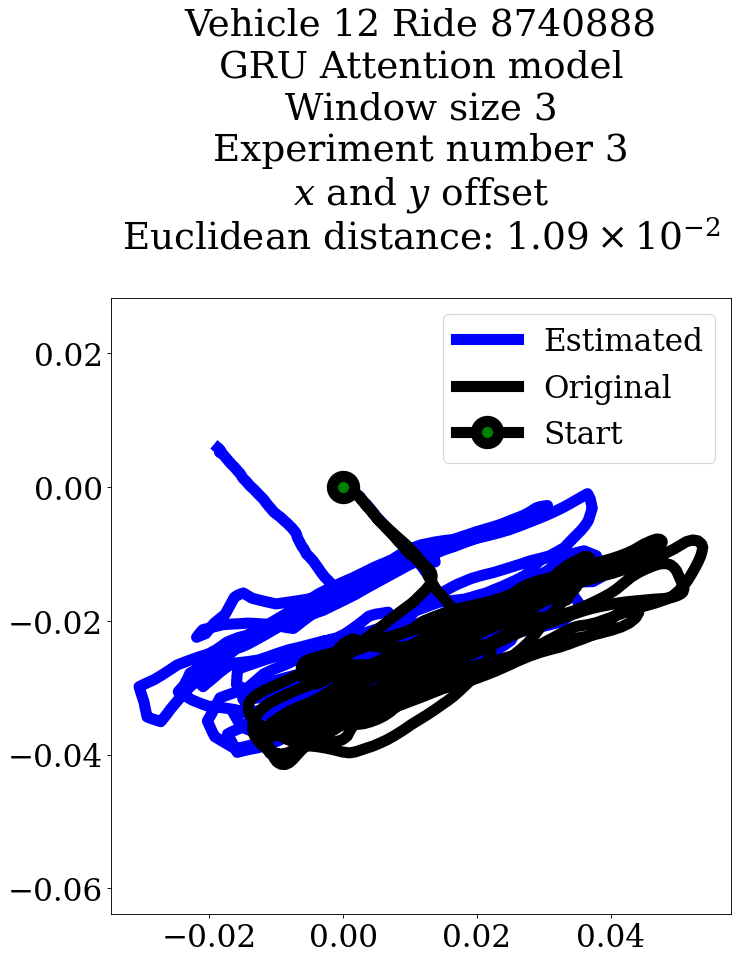 Vehicle 12 Ride 8740888
GRU Attention model
Window size 3
Experiment number 3
x and y offset
Euclidean distance: 1.09 × 10⁻²
Estimated
Original
Start
0.02
0.00
−0.02
−0.04
−0.06
−0.02 0.00 0.02 0.04